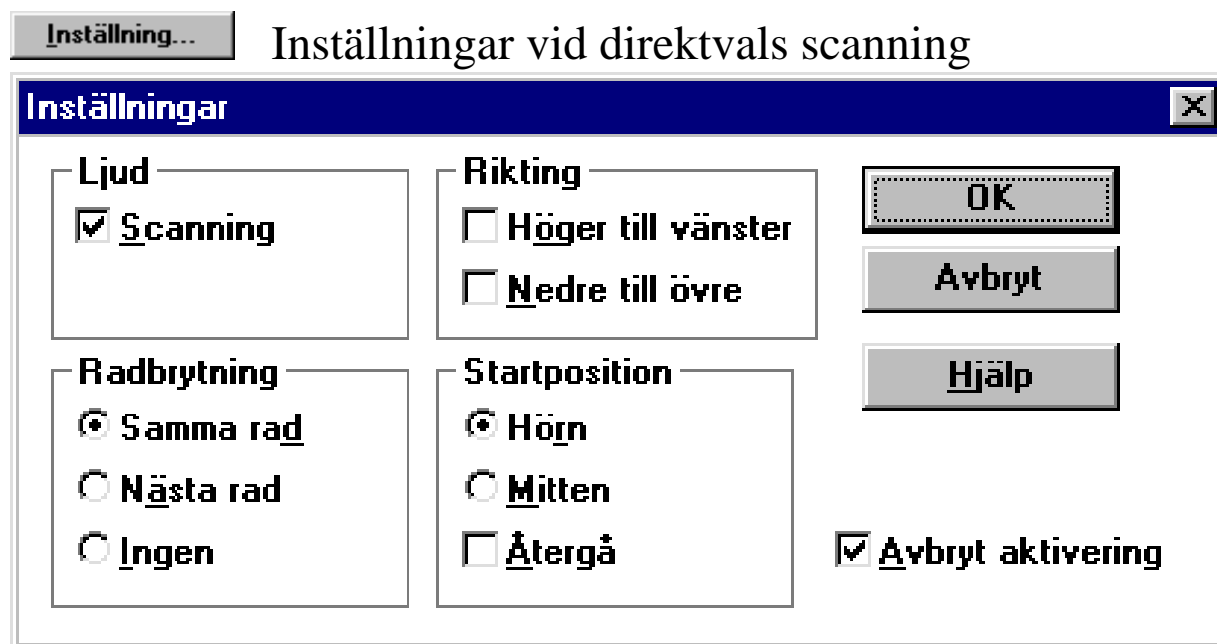 Inställning...
Inställningar vid direktvals scanning
Inställningar
Ljud
Scanning
Rikting
Höger till vänster
Nedre till övre
OK
Avbryt
Hjälp
Radbrytning
Samma rad
Nästa rad
Ingen
Startposition
Hörn
Mitten
Återgå
Avbryt aktivering